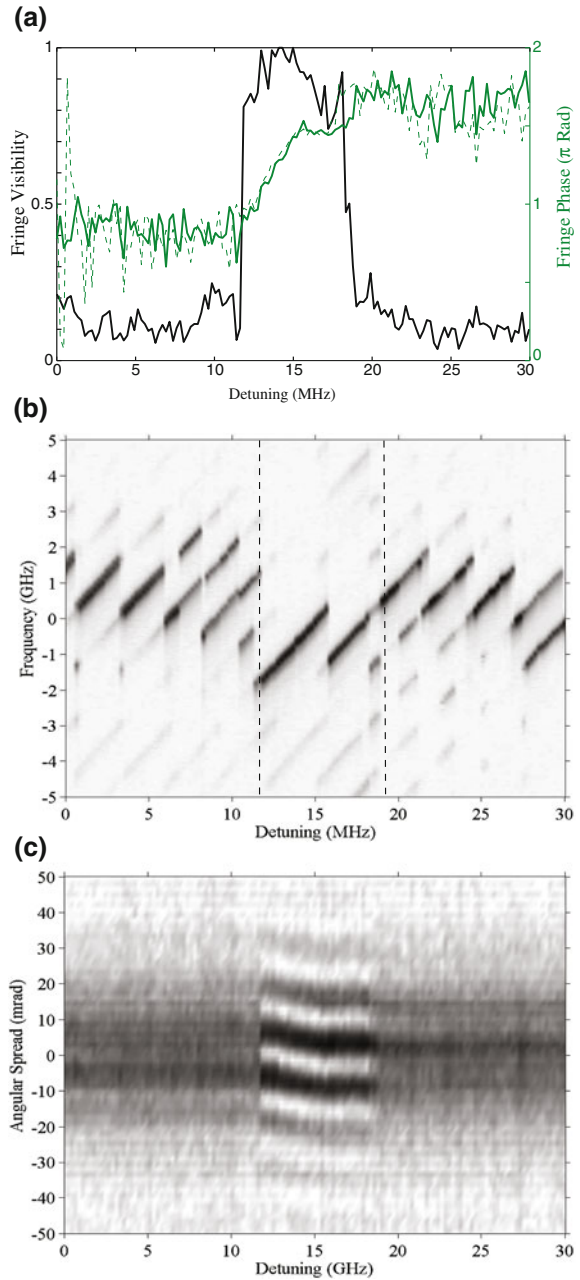 (a)
1
0.5
0
Fringe Visibility
2
1
0
Fringe Phase (π Rad)
0 5 10 15 20 25 30
Detuning (MHz)
(b)
5
4
3
2
1
0
-1
-2
-3
-4
-5
Frequency (GHz)
0 5 10 15 20 25 30
Detuning (MHz)
(c)
50
40
30
20
10
0
-10
-20
-30
-40
-50
Angular Spread (mrad)
0 5 10 15 20 25 30
Detuning (GHz)